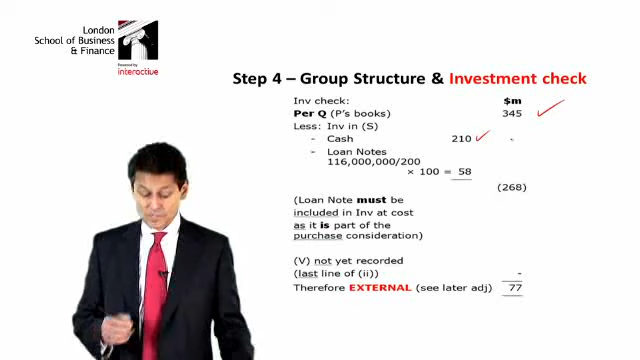 London
School of Business
& Finance
Powered by
interactive
Step 4 – Group Structure & Investment check
Inv check: $m
Per Q (P's books) 345
Less: Inv in (S)
- Cash 210 -
- Loan Notes
116,000,000/200
× 100 = 58
(268)
(Loan Note must be
included in Inv at cost
as it is part of the
purchase consideration)
(V) not yet recorded
(last line of (ii)) -
Therefore EXTERNAL (see later adj) 77